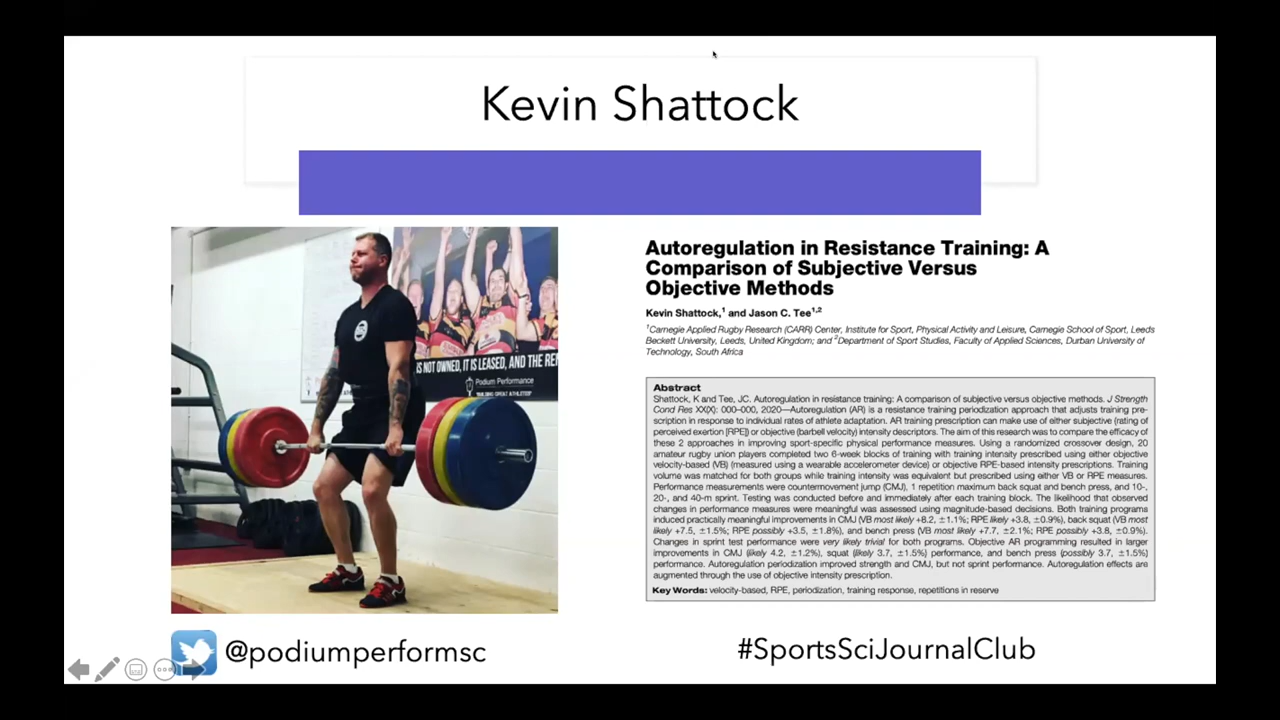 Kevin Shattock
IS NOT OWNED, IT IS LEASED, AND THE REN
Podium Performance
Autoregulation in Resistance Training: A
Comparison of Subjective Versus
Objective Methods
Kevin Shattock,¹ and Jason C. Tee¹,²
¹Carnegie Applied Rugby Research (CARR) Center, Institute for Sport, Physical Activity and Leisure, Carnegie School of Sport, Leeds
Beckett University, Leeds, United Kingdom; and ²Department of Sport Studies, Faculty of Applied Sciences, Durban University of
Technology, South Africa
Abstract
Shattock, K and Tee, JC. Autoregulation in resistance training: A comparison of subjective versus objective methods. J Strength
Cond Res XX(X): 000–000, 2020—Autoregulation (AR) is a resistance training periodization approach that adjusts training pre-
scription in response to individual rates of athlete adaptation. AR training prescription can make use of either subjective (rating of
perceived exertion [RPE]) or objective (barbell velocity) intensity descriptors. The aim of this research was to compare the efficacy of
these 2 approaches in improving sport-specific physical performance measures. Using a randomized crossover design, 20
amateur rugby union players completed two 6-week blocks of training with training intensity prescribed using either objective
velocity-based (VB) (measured using a wearable accelerometer device) or objective RPE-based intensity prescriptions. Training
volume was matched for both groups while training intensity was equivalent but prescribed using either VB or RPE measures.
Performance measurements were countermovement jump (CMJ), 1 repetition maximum back squat and bench press, and 10-,
20-, and 40-m sprint. Testing was conducted before and immediately after each training block. The likelihood that observed
changes in performance measures were meaningful was assessed using magnitude-based decisions. Both training programs
induced practically meaningful improvements in CMJ (VB most likely +8.2, ±1.1%; RPE likely +3.8, ±0.9%), back squat (VB most
likely +7.5, ±1.5%; RPE possibly +3.5, ±1.8%), and bench press (VB most likely +7.7, ±2.1%; RPE possibly +3.8, ±0.9%).
Changes in sprint test performance were very likely trivial for both programs. Objective AR programming resulted in larger
improvements in CMJ (likely 4.2, ±1.2%), squat (likely 3.7, ±1.5%) performance, and bench press (possibly 3.7, ±1.5%)
performance. Autoregulation periodization improved strength and CMJ, but not sprint performance. Autoregulation effects are
augmented through the use of objective intensity prescription.
Key Words: velocity-based, RPE, periodization, training response, repetitions in reserve
@podiumperformsc
#SportsSciJournalClub